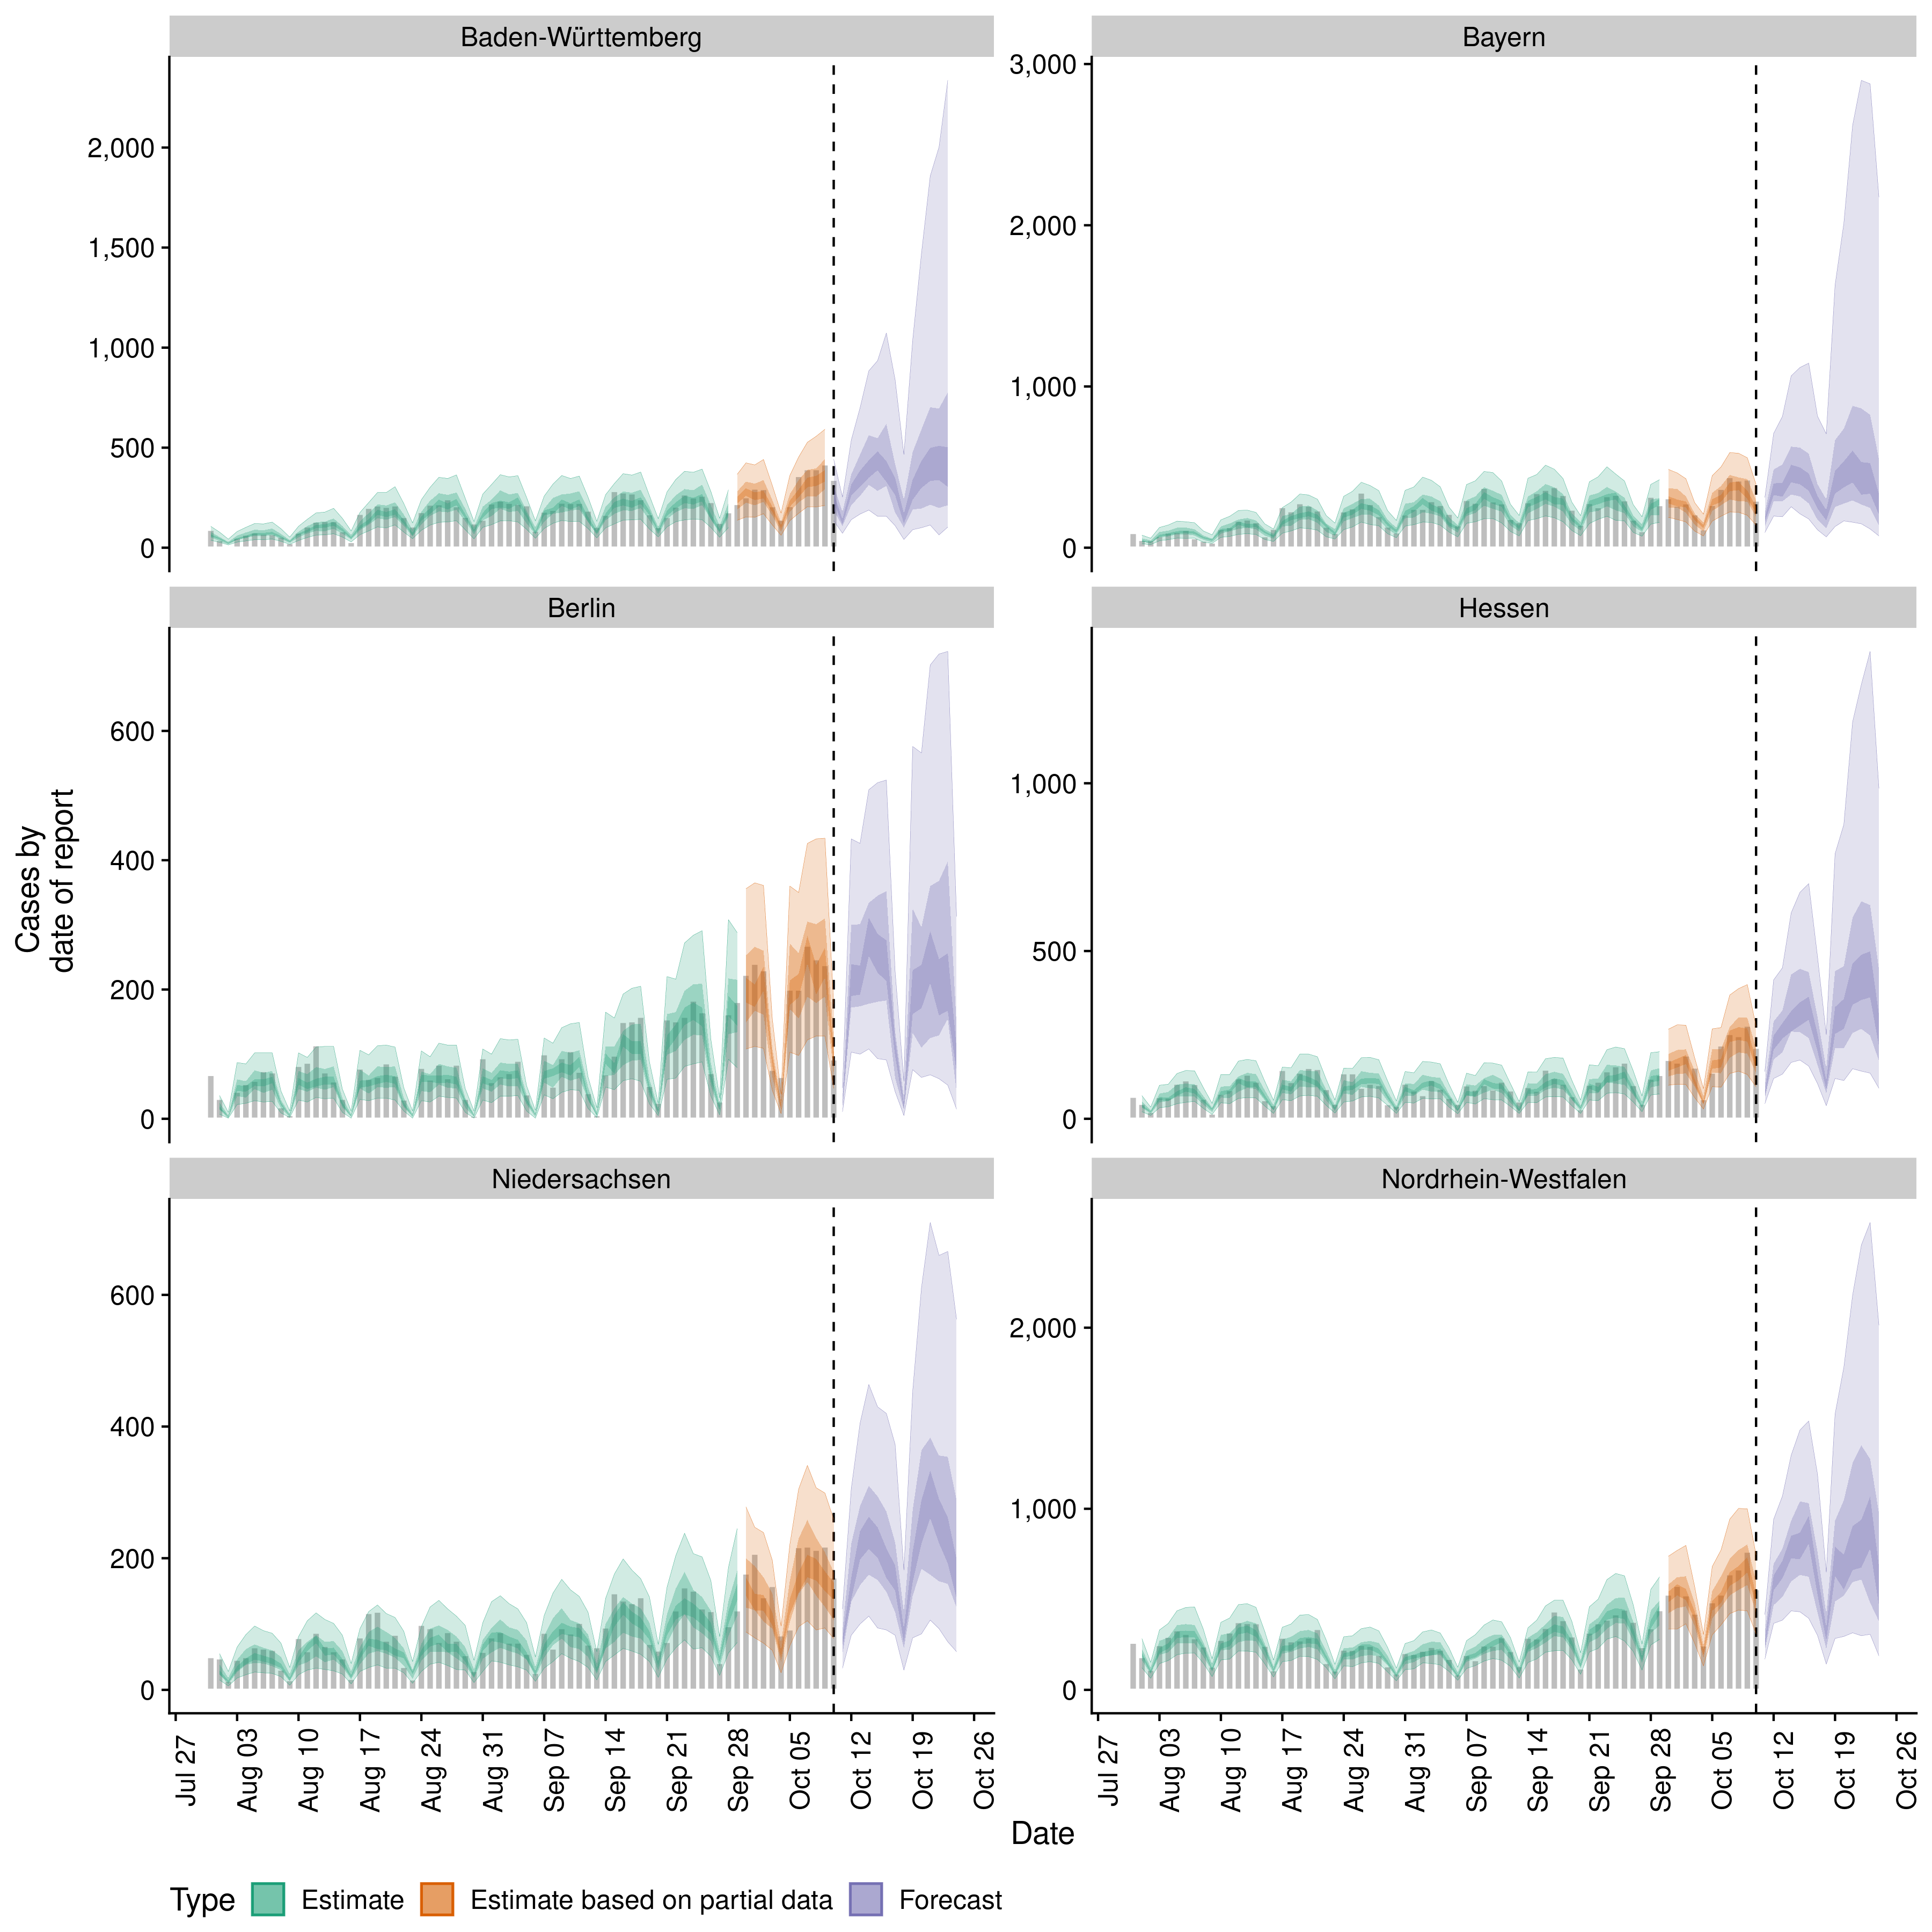 Baden-Württemberg
Bayern
2,000
1,500
1,000
500
0
3,000
2,000
1,000
0
Berlin
Hessen
600
400
200
0
1,000
500
0
Niedersachsen
Nordrhein-Westfalen
600
400
200
0
2,000
1,000
0
Cases by
date of report
Jul 27
Aug 03
Aug 10
Aug 17
Aug 24
Aug 31
Sep 07
Sep 14
Sep 21
Sep 28
Oct 05
Oct 12
Oct 19
Oct 26
Jul 27
Aug 03
Aug 10
Aug 17
Aug 24
Aug 31
Sep 07
Sep 14
Sep 21
Sep 28
Oct 05
Oct 12
Oct 19
Oct 26
Date
Type Estimate Estimate based on partial data Forecast